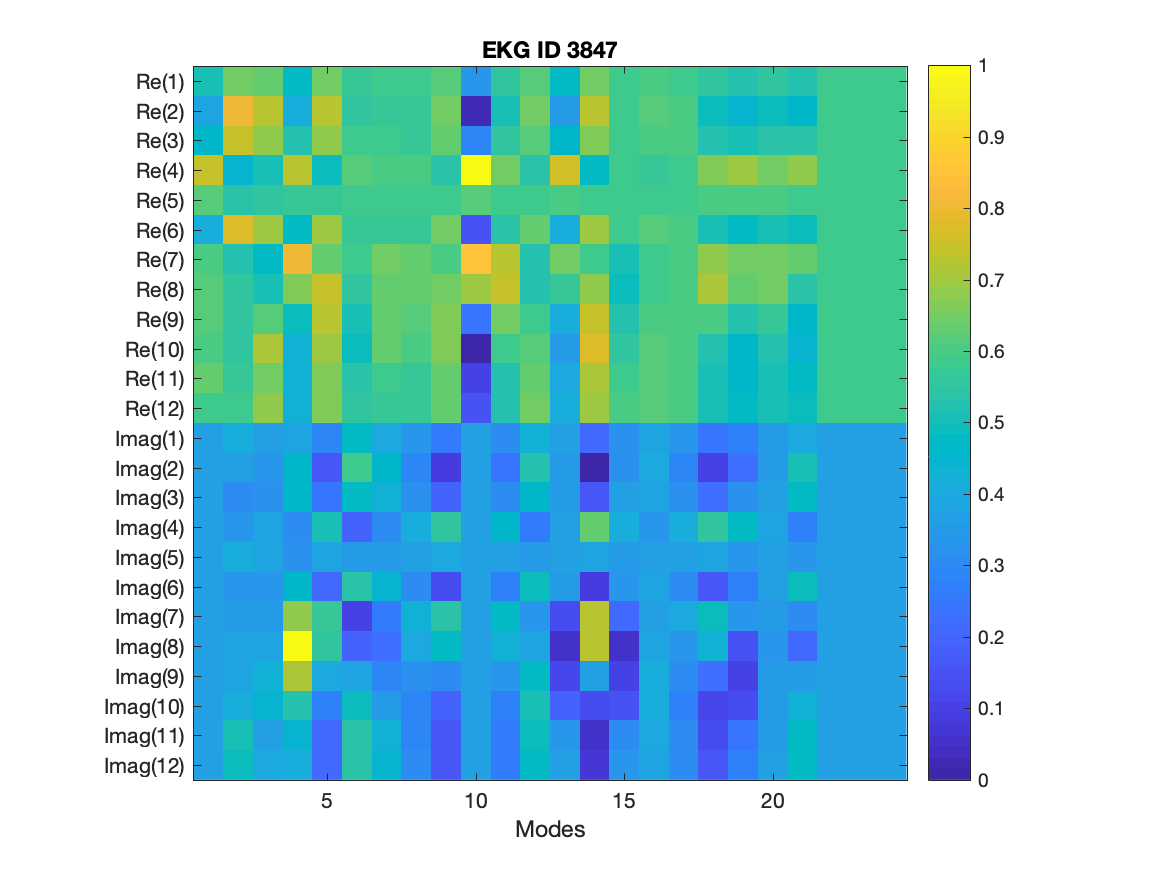 EKG ID 3847
Re(1)
Re(2)
Re(3)
Re(4)
Re(5)
Re(6)
Re(7)
Re(8)
Re(9)
Re(10)
Re(11)
Re(12)
Imag(1)
Imag(2)
Imag(3)
Imag(4)
Imag(5)
Imag(6)
Imag(7)
Imag(8)
Imag(9)
Imag(10)
Imag(11)
Imag(12)
5 10 15 20
Modes
1
0.9
0.8
0.7
0.6
0.5
0.4
0.3
0.2
0.1
0